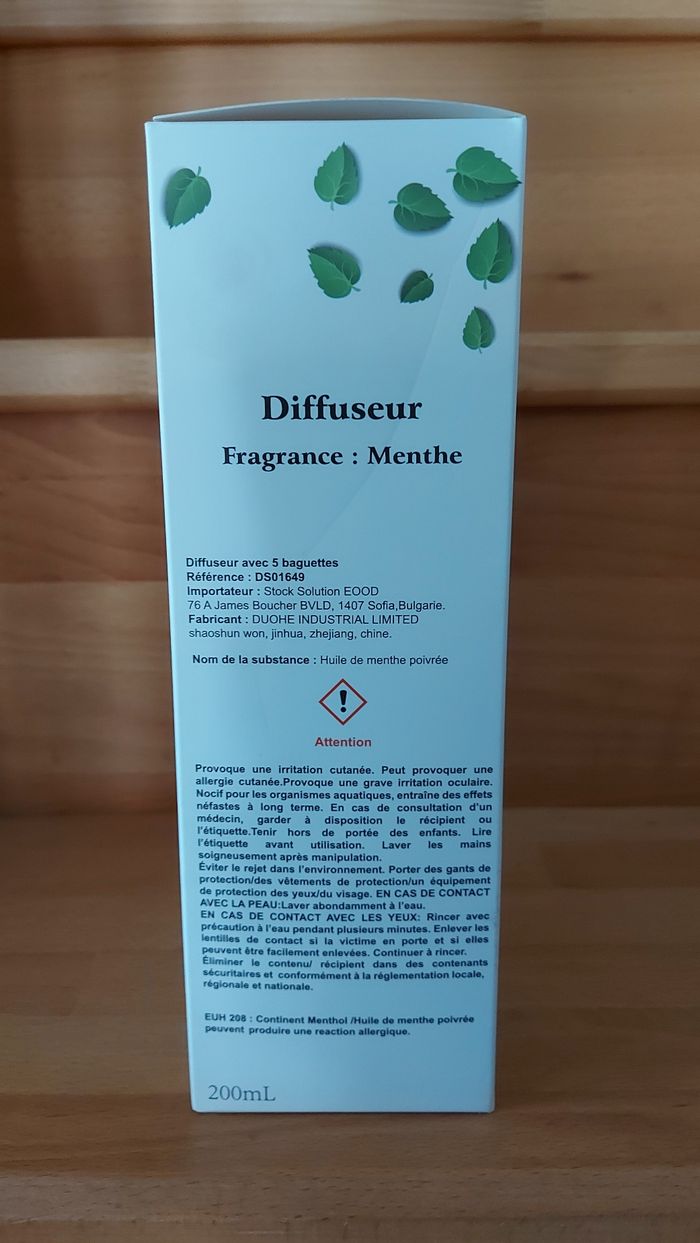 Diffuseur
Fragrance : Menthe
Diffuseur avec 5 baguettes
Référence : DS01649
Importateur : Stock Solution EOOD
76 A James Boucher BVLD, 1407 Sofia,Bulgarie.
Fabricant : DUOHE INDUSTRIAL LIMITED
shaoshun won, jinhua, zhejiang, chine.
Nom de la substance : Huile de menthe poivrée
!
Attention
Provoque une irritation cutanée. Peut provoquer une
allergie cutanée.Provoque une grave irritation oculaire.
Nocif pour les organismes aquatiques, entraîne des effets
néfastes à long terme. En cas de consultation d'un
médecin, garder à disposition le récipient ou
l'étiquette.Tenir hors de portée des enfants. Lire
l'étiquette avant utilisation. Laver les mains
soigneusement après manipulation.
Éviter le rejet dans l'environnement. Porter des gants de
protection/des vêtements de protection/un équipement
de protection des yeux/du visage. EN CAS DE CONTACT
AVEC LA PEAU:Laver abondamment à l'eau.
EN CAS DE CONTACT AVEC LES YEUX: Rincer avec
précaution à l'eau pendant plusieurs minutes. Enlever les
lentilles de contact si la victime en porte et si elles
peuvent être facilement enlevées. Continuer à rincer.
Éliminer le contenu/ récipient dans des contenants
sécuritaires et conformément à la réglementation locale,
régionale et nationale.
EUH 208 : Continent Menthol /Huile de menthe poivrée
peuvent produire une reaction allergique.
200mL